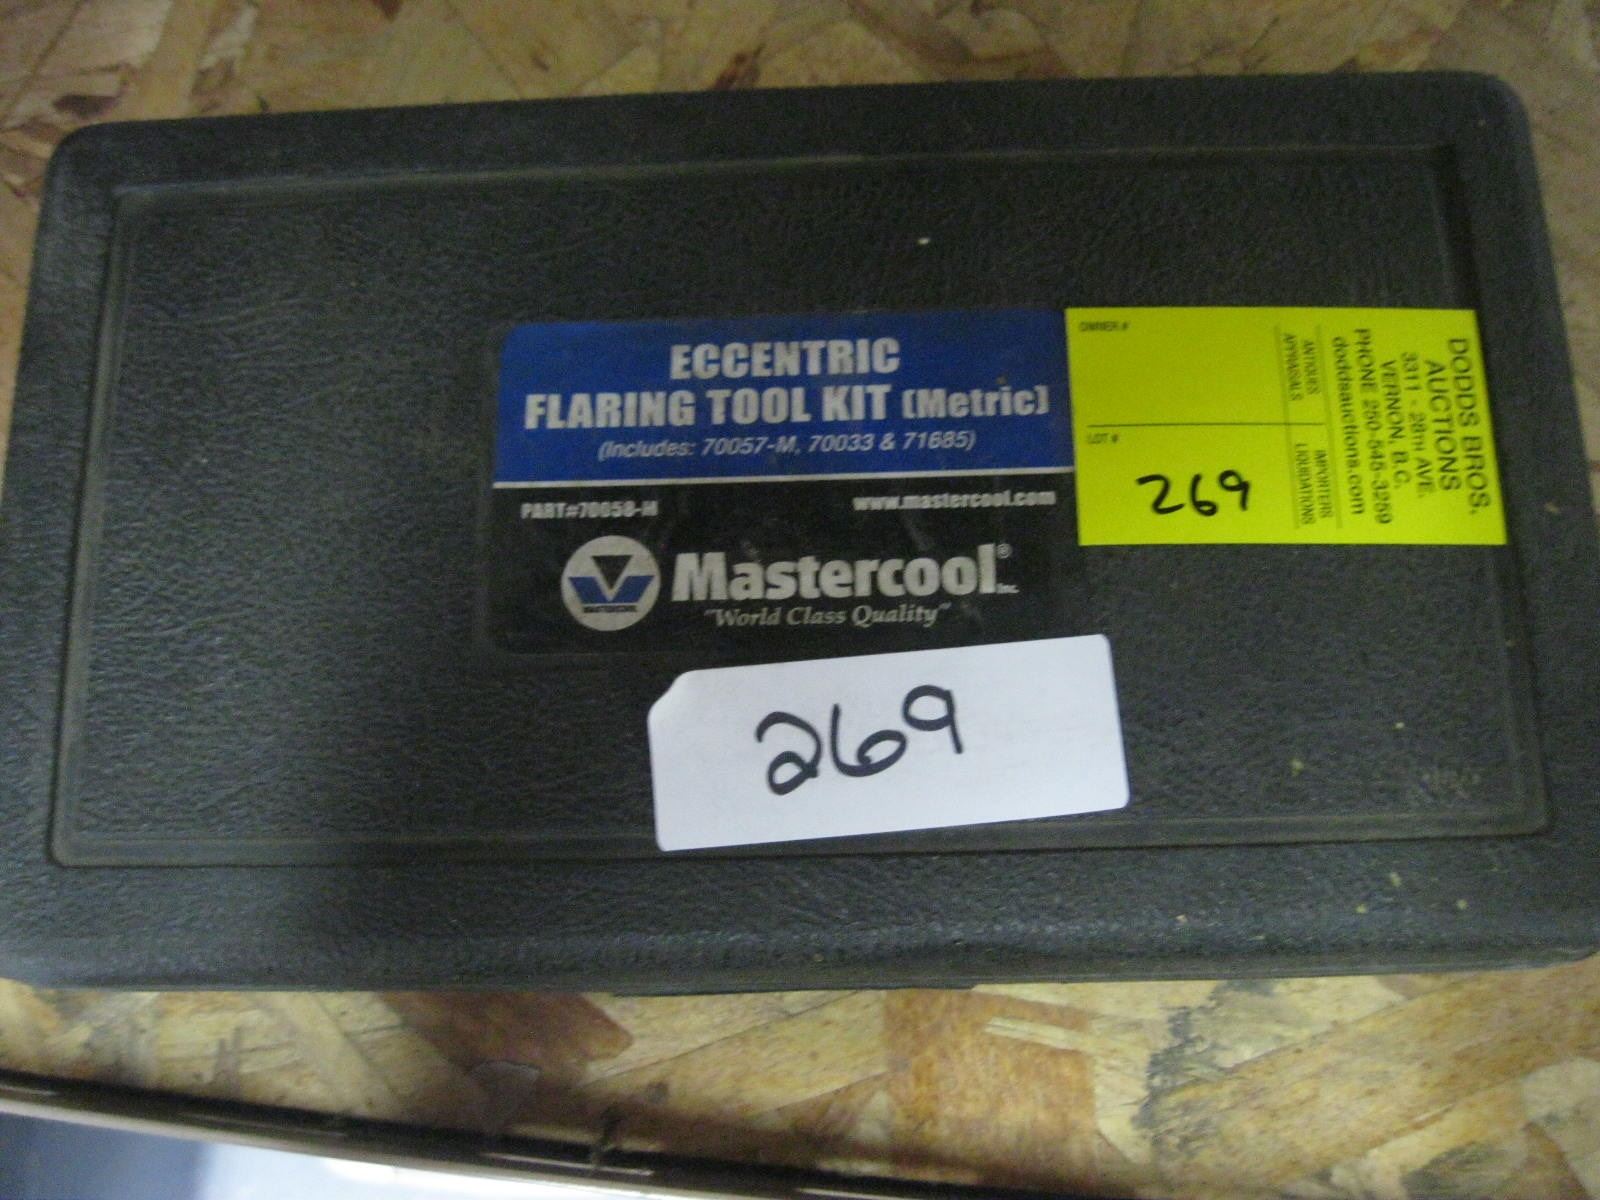 ECCENTRIC
FLARING TOOL KIT (Metric)
(Includes: 70057-M, 70033 & 71685)
PART#70058-M
www.mastercool.com
MASTERCOOL
Mastercool® Inc.
"World Class Quality"
DODDS BROS.
AUCTIONS
3311 - 28TH AVE.
VERNON, B.C.
PHONE 250-545-3259
doddsauctions.com
ANTIQUES IMPORTERS
APPRAISALS LIQUIDATIONS
OWNER #
LOT #
269
269